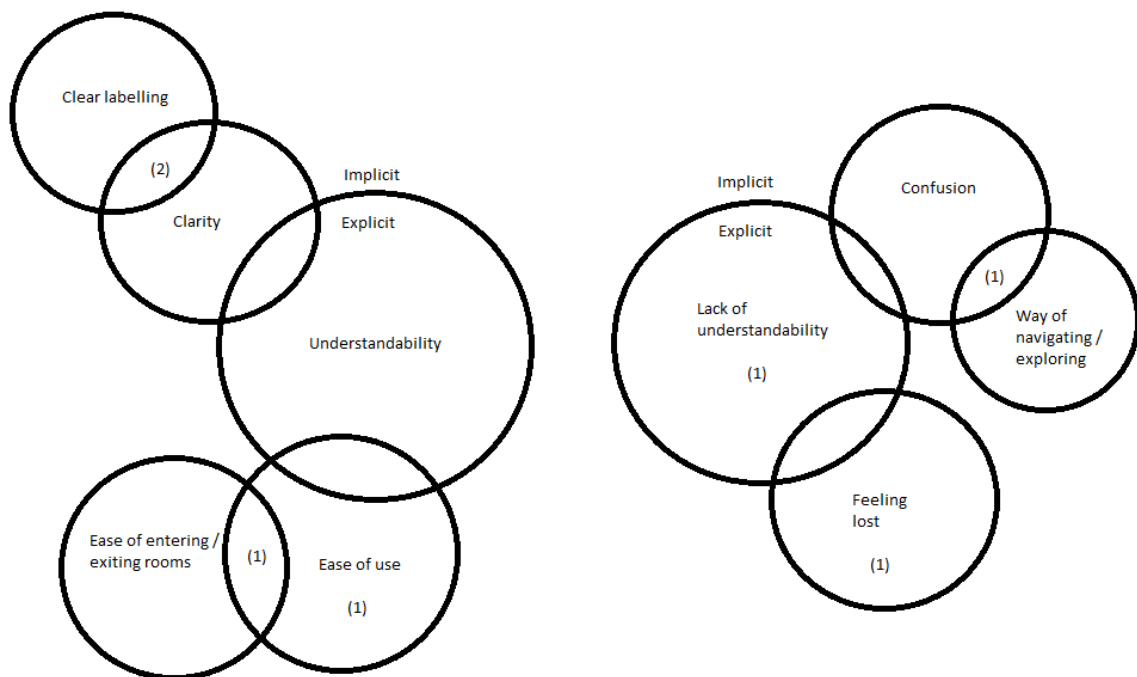 Clear labelling
(2)
Clarity
Implicit
Explicit
Understandability
Ease of entering /
exiting rooms
(1)
Ease of use
(1)
Implicit
Explicit
Confusion
(1)
Lack of
understandability
(1)
Way of
navigating /
exploring
Feeling
lost
(1)